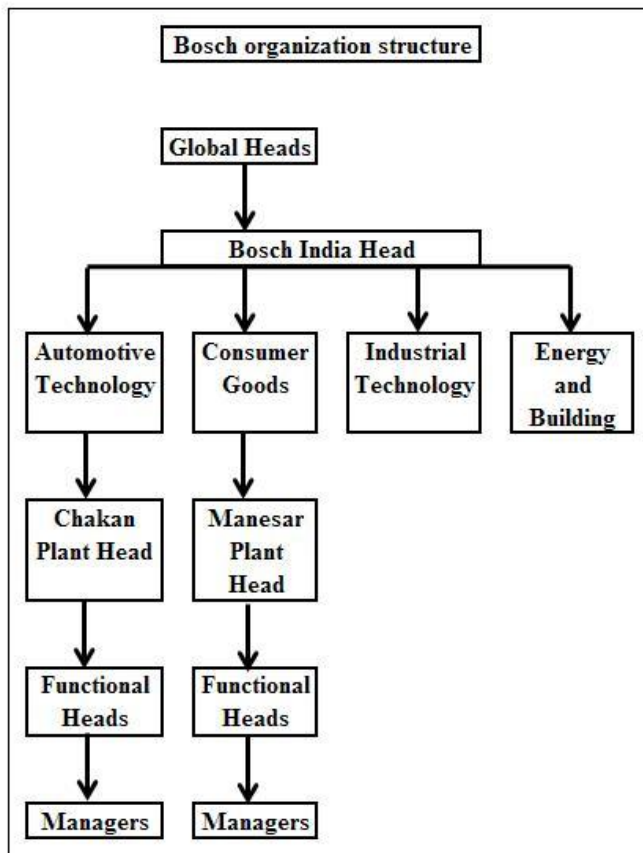 Bosch organization structure
Global Heads
Bosch India Head
Automotive
Technology
Consumer
Goods
Industrial
Technology
Energy
and
Building
Chakan
Plant Head
Manesar
Plant
Head
Functional
Heads
Functional
Heads
Managers
Managers